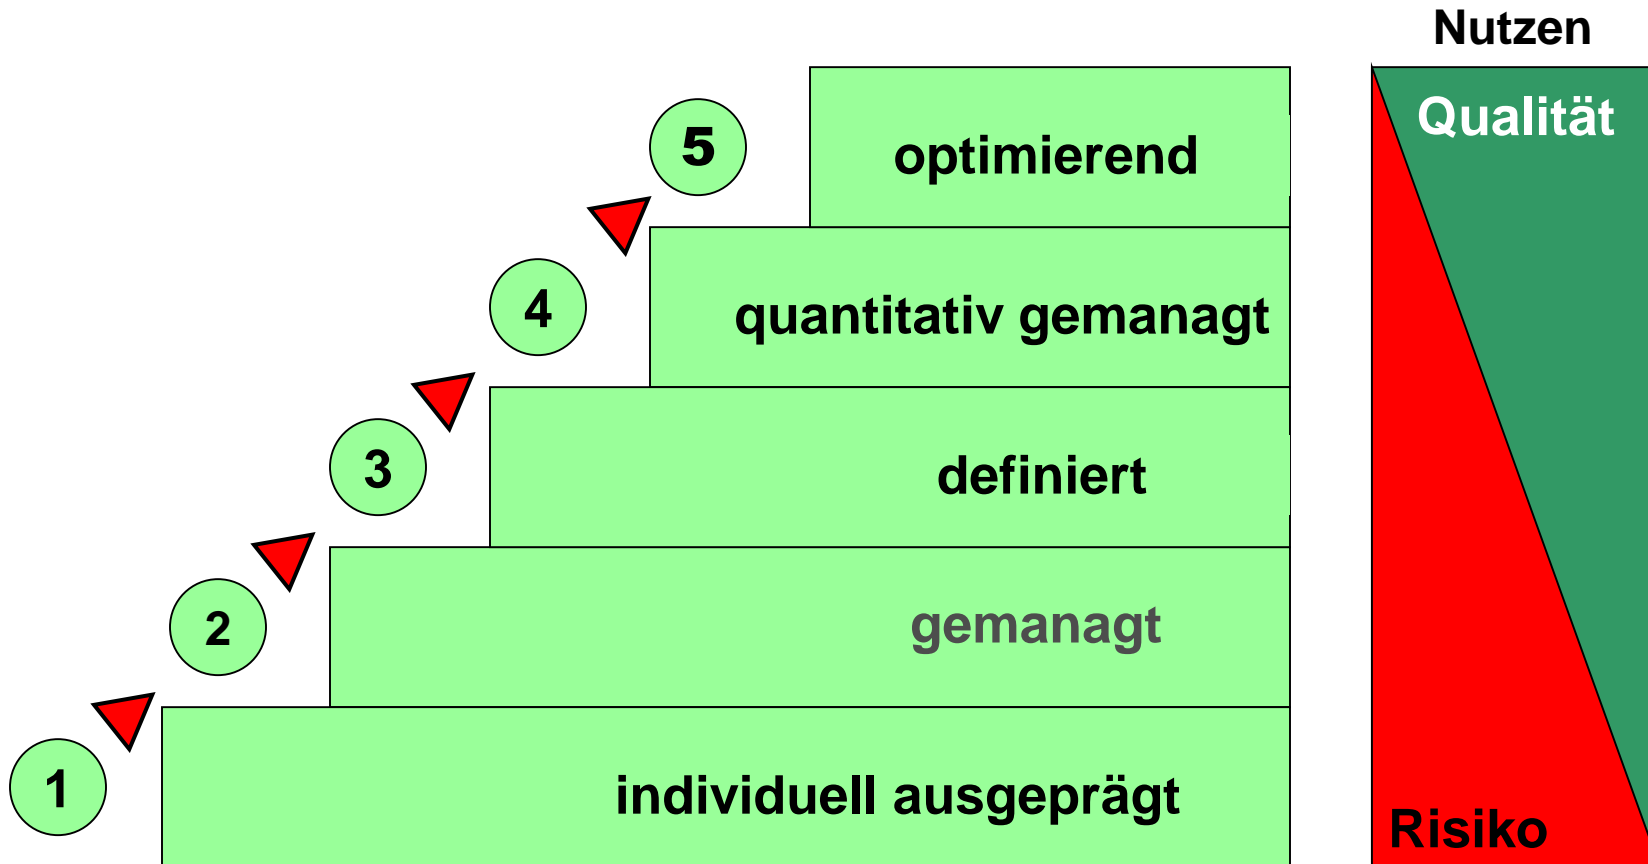 Nutzen
Qualität
5
optimierend
4
quantitativ gemanagt
3
definiert
2
gemanagt
1
individuell ausgeprägt
Risiko